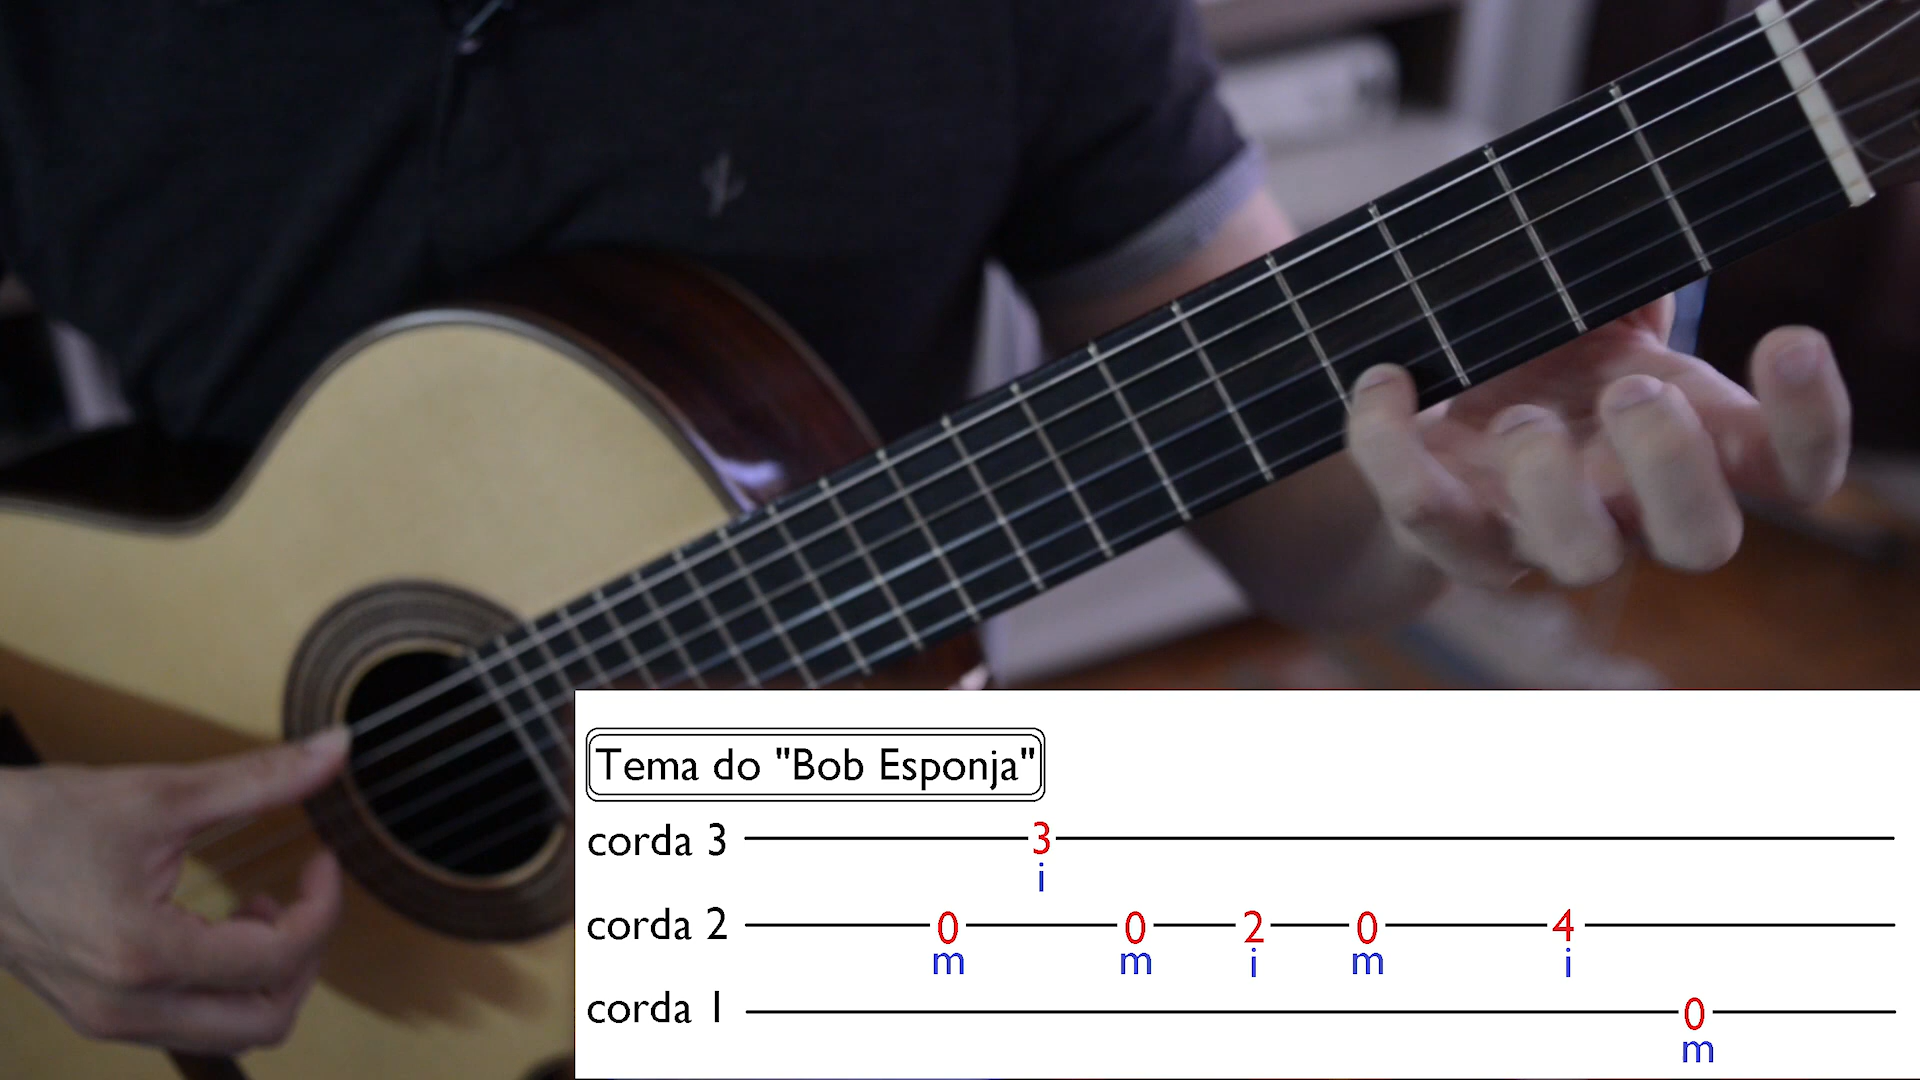 Tema do "Bob Esponja"
corda 3 3
i
corda 2 0 0 2 0 4
m m i m i
corda 1 0
m